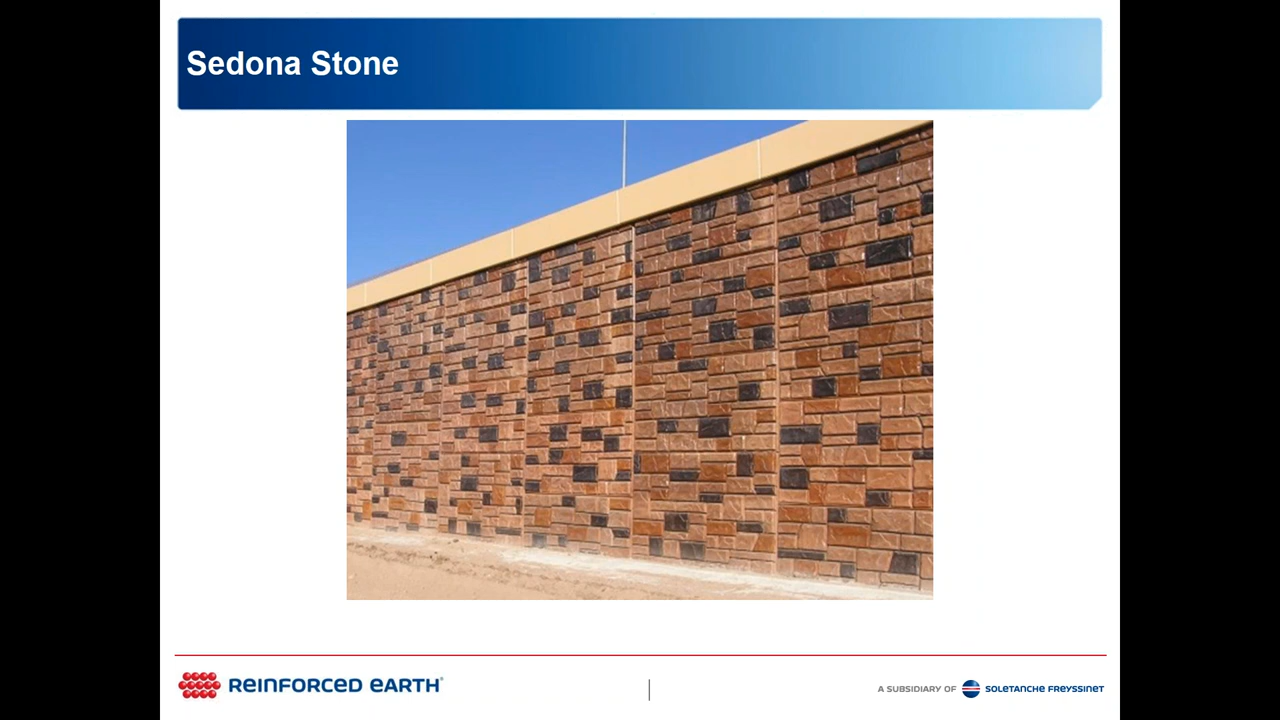 Sedona Stone
REINFORCED EARTH®
A SUBSIDIARY OF SOLETANCHE FREYSSINET